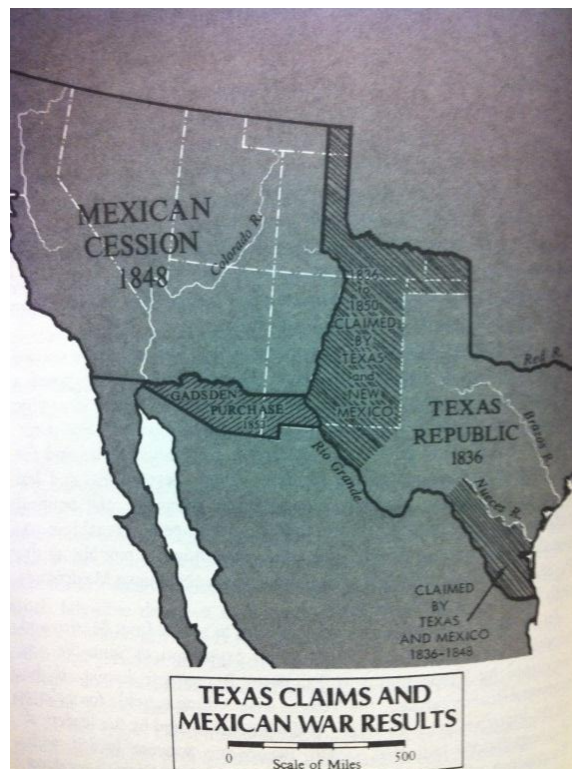 MEXICAN
CESSION
1848
Colorado R.
1836
to
1850
CLAIMED
BY
TEXAS
and
NEW
MEXICO
Red R.
GADSDEN
PURCHASE
TEXAS
REPUBLIC
1836
Brazos R.
Rio Grande
Nueces R.
CLAIMED
BY
TEXAS
AND MEXICO
1836-1848
TEXAS CLAIMS AND
MEXICAN WAR RESULTS
0 500
Scale of Miles